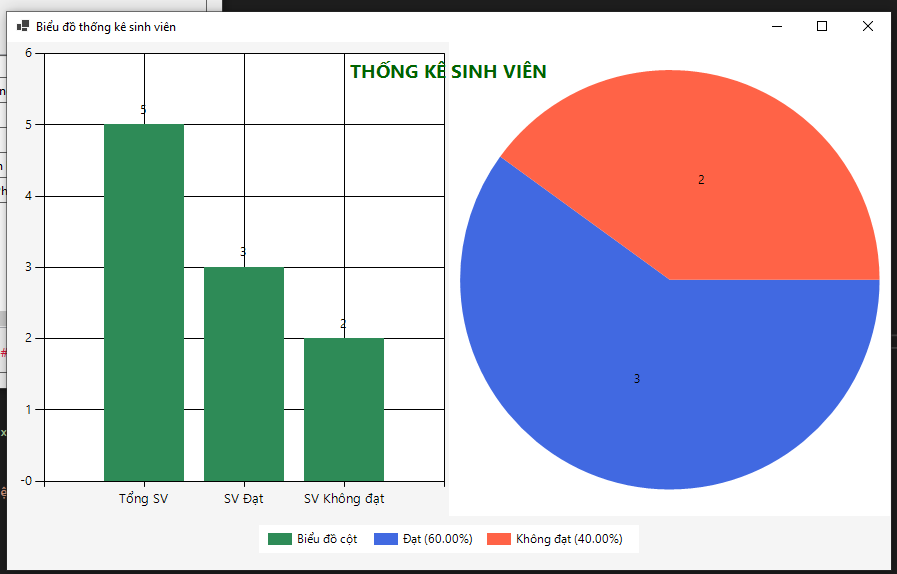 Biểu đồ thống kê sinh viên
THỐNG KÊ SINH VIÊN
6
5
4
3
2
1
-0
5
3
2
Tổng SV
SV Đạt
SV Không đạt
2
3
Biểu đồ cột
Đạt (60.00%)
Không đạt (40.00%)